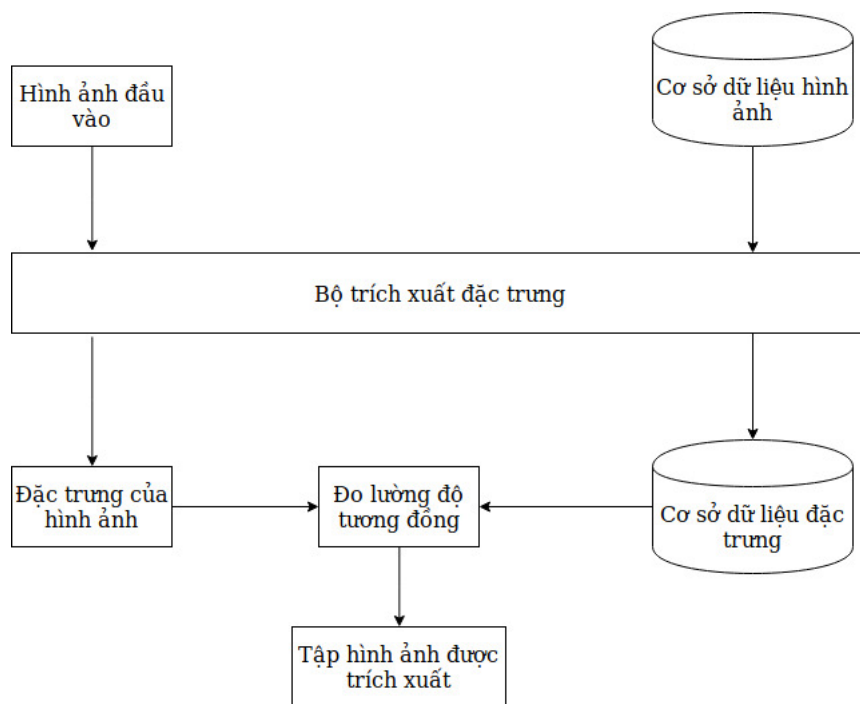 Hình ảnh đầu
vào
Cơ sở dữ liệu hình
ảnh
Bộ trích xuất đặc trưng
Đặc trưng của
hình ảnh
Đo lường độ
tương đồng
Cơ sở dữ liệu đặc
trưng
Tập hình ảnh được
trích xuất